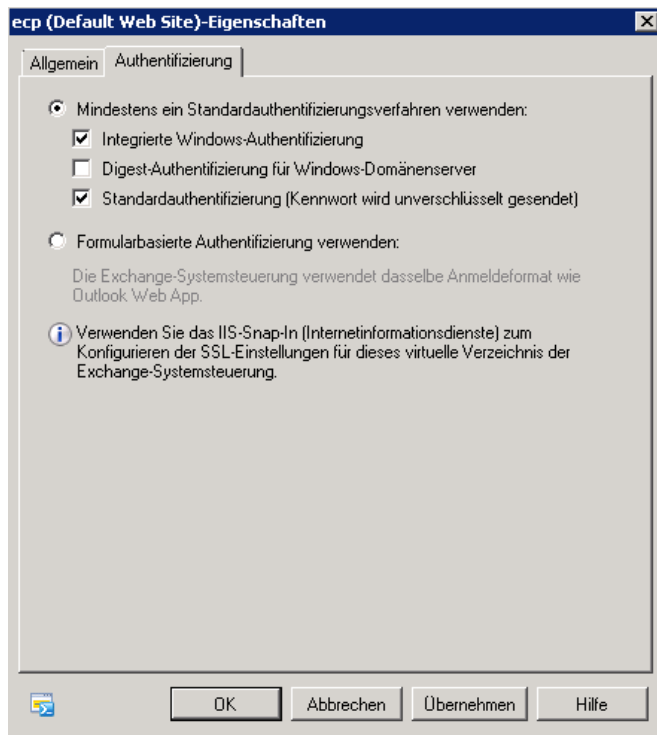 ecp (Default Web Site)-Eigenschaften
Allgemein
Authentifizierung
Mindestens ein Standardauthentifizierungsverfahren verwenden:
Integrierte Windows-Authentifizierung
Digest-Authentifizierung für Windows-Domänenserver
Standardauthentifizierung (Kennwort wird unverschlüsselt gesendet)
Formularbasierte Authentifizierung verwenden:
Die Exchange-Systemsteuerung verwendet dasselbe Anmeldeformat wie
Outlook Web App.
Verwenden Sie das IIS-Snap-In (Internetinformationsdienste) zum
Konfigurieren der SSL-Einstellungen für dieses virtuelle Verzeichnis der
Exchange-Systemsteuerung.
OK
Abbrechen
Übernehmen
Hilfe